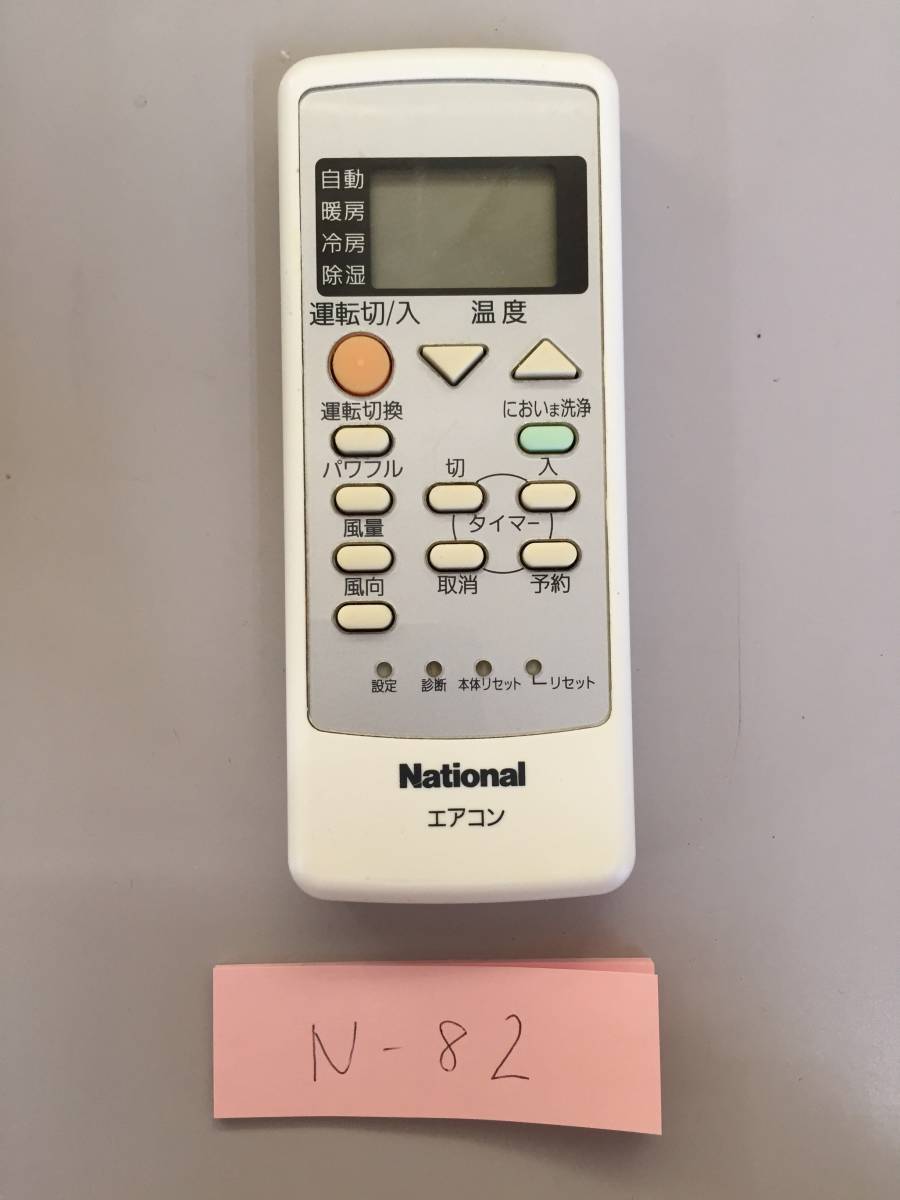 自動
暖房
冷房
除湿
運転切/入 温度
運転切換 においま洗浄
パワフル 切 入
タイマー
風量
風向 取消 予約
設定 診断 本体リセット リセット
National
エアコン
N-82